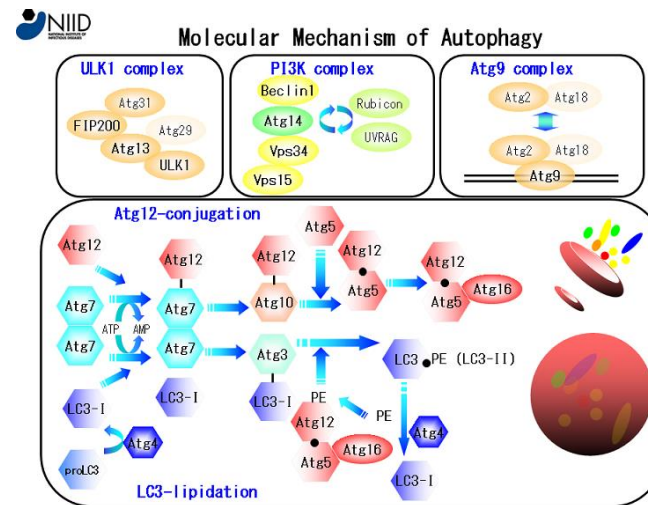 NIID
NATIONAL INSTITUTE OF
INFECTIOUS DISEASES
Molecular Mechanism of Autophagy
ULK1 complex
Atg31
FIP200
Atg29
Atg13
ULK1
PI3K complex
Beclin1
Rubicon
Atg14
UVRAG
Vps34
Vps15
Atg9 complex
Atg2 Atg18
Atg2 Atg18
Atg9
Atg12-conjugation
Atg12
Atg7
ATP AMP
Atg7
LC3-I
proLC3
Atg4
Atg12
Atg7
Atg7
LC3-I
Atg12
Atg10
Atg3
LC3-I
Atg5
Atg12
Atg5
Atg12
Atg5
Atg16
LC3 PE (LC3-II)
PE
PE
Atg12
Atg5
Atg16
Atg4
LC3-I
LC3-lipidation